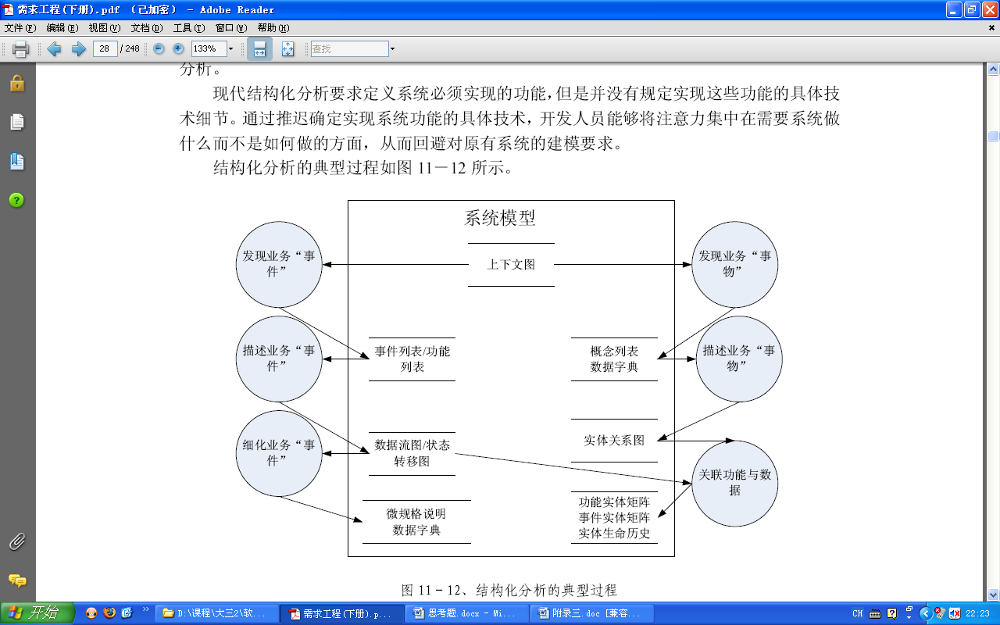 需求工程(下册).pdf （已加密） - Adobe Reader
文件(F) 编辑(E) 视图(V) 文档(D) 工具(T) 窗口(W) 帮助(H)
28 / 248 133% 查找
分析。
现代结构化分析要求定义系统必须实现的功能，但是并没有规定实现这些功能的具体技
术细节。通过推迟确定实现系统功能的具体技术，开发人员能够将注意力集中在需要系统做
什么而不是如何做的方面，从而回避对原有系统的建模要求。
结构化分析的典型过程如图 11－12 所示。
系统模型
发现业务“事
件”
上下文图
发现业务“事
物”
描述业务“事
件”
事件列表/功能
列表
概念列表
数据字典
描述业务“事
物”
细化业务“事
件”
数据流图/状态
转移图
实体关系图
关联功能与数
据
微规格说明
数据字典
功能实体矩阵
事件实体矩阵
实体生命历史
图 11－12、结构化分析的典型过程
开始 D:\课程\大三2\软... 需求工程(下册).p... 思考题.docx - Mi... 附录三.doc [兼容... CH 22:23